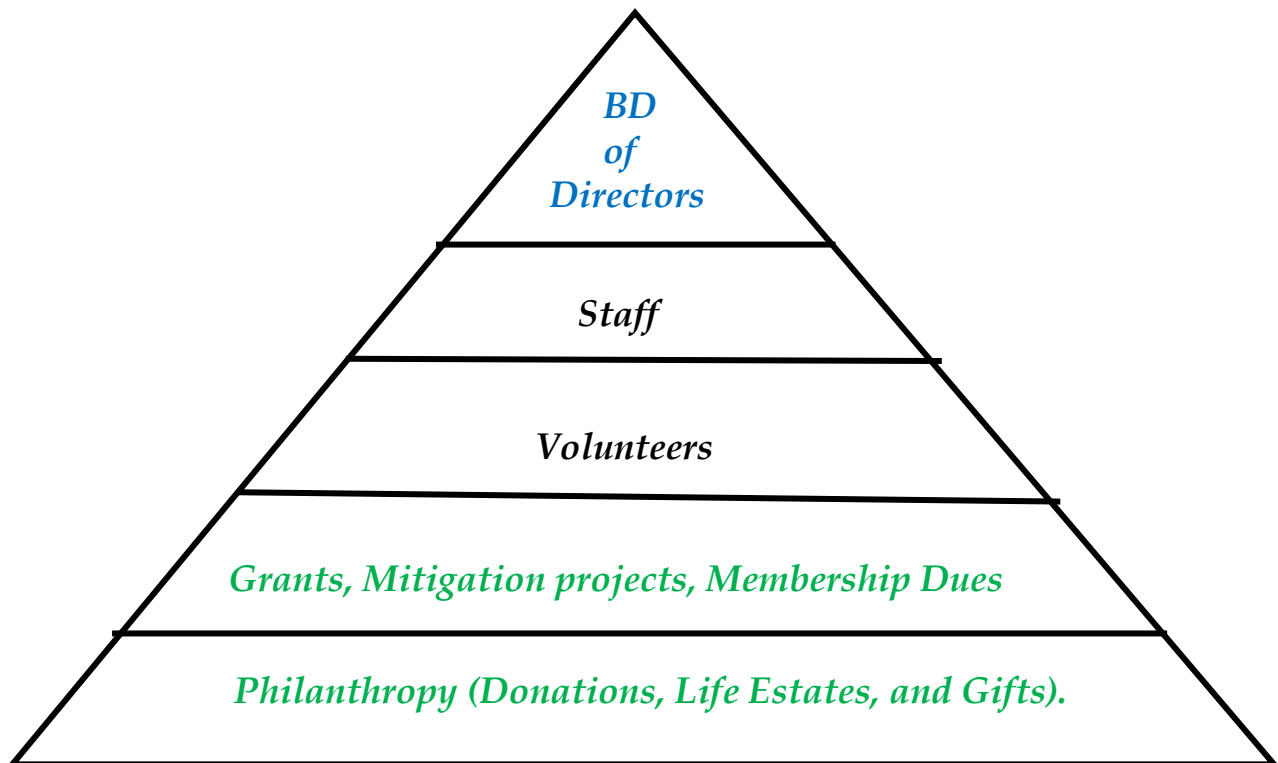 BD
of
Directors
Staff
Volunteers
Grants, Mitigation projects, Membership Dues
Philanthropy (Donations, Life Estates, and Gifts).